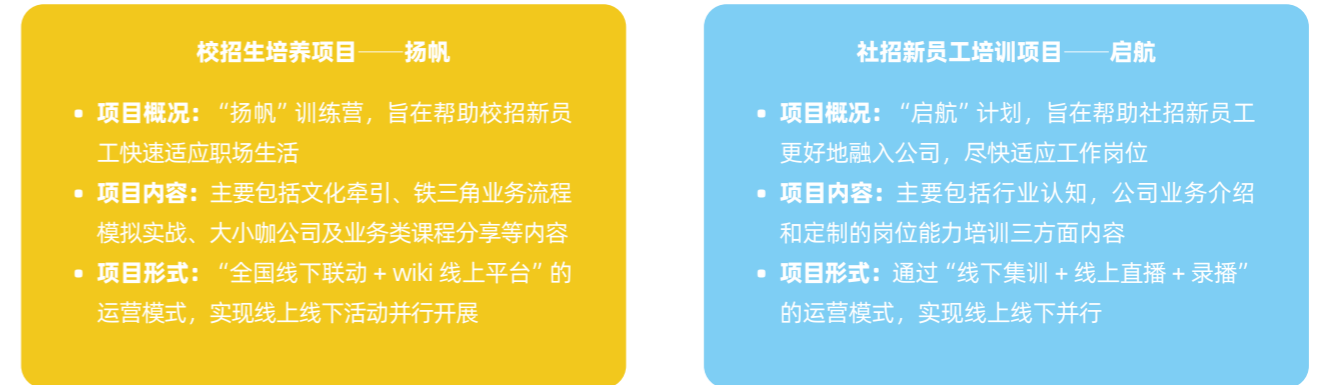 校招生培养项目——扬帆
• 项目概况：“扬帆”训练营，旨在帮助校招新员
工快速适应职场生活
• 项目内容：主要包括文化牵引、铁三角业务流程
模拟实战、大小咖公司及业务类课程分享等内容
• 项目形式：“全国线下联动 + wiki 线上平台”的
运营模式，实现线上线下活动并行开展
社招新员工培训项目——启航
• 项目概况：“启航”计划，旨在帮助社招新员工
更好地融入公司，尽快适应工作岗位
• 项目内容：主要包括行业认知，公司业务介绍
和定制的岗位能力培训三方面内容
• 项目形式：通过“线下集训 + 线上直播 + 录播”
的运营模式，实现线上线下并行